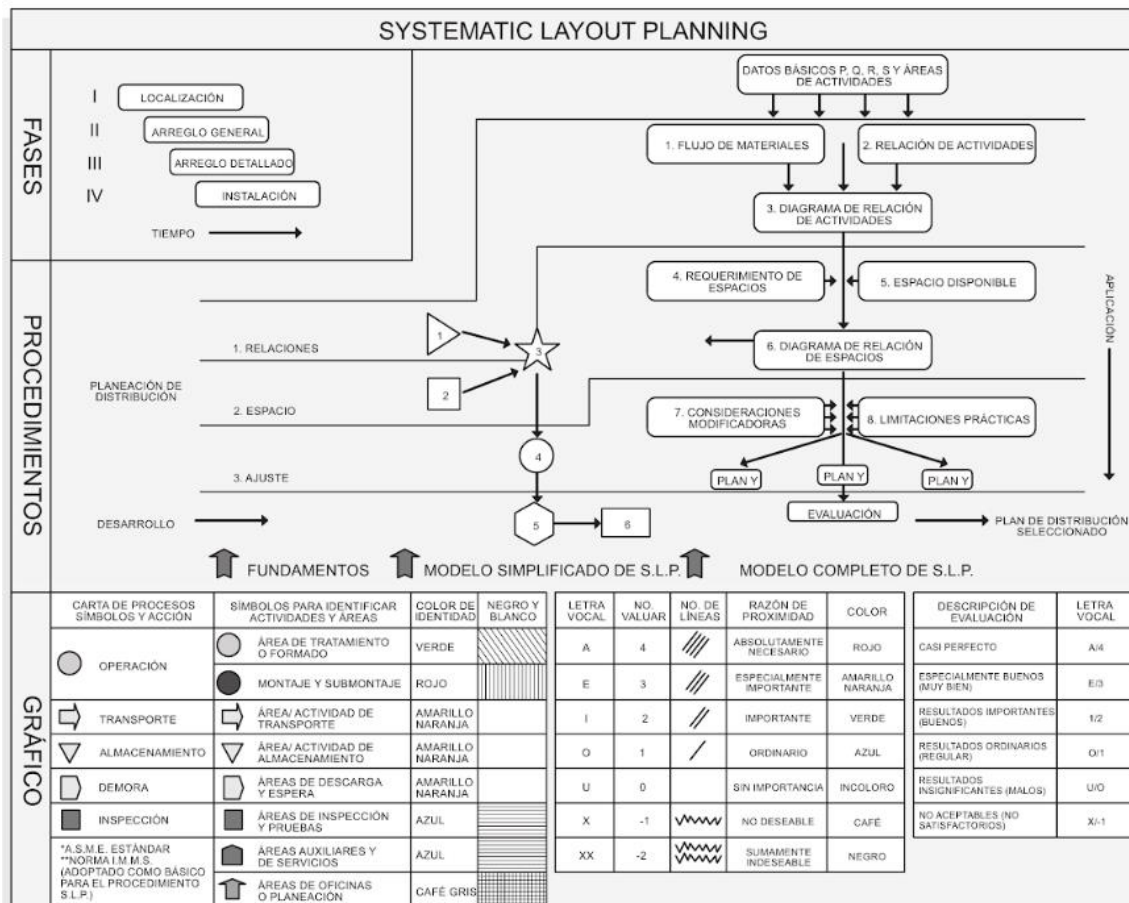 SYSTEMATIC LAYOUT PLANNING
FASES
I
LOCALIZACIÓN
II
ARREGLO GENERAL
III
ARREGLO DETALLADO
IV
INSTALACIÓN
TIEMPO
DATOS BÁSICOS P, Q, R, S Y ÁREAS
DE ACTIVIDADES
1. FLUJO DE MATERIALES
2. RELACIÓN DE ACTIVIDADES
3. DIAGRAMA DE RELACIÓN
DE ACTIVIDADES
4. REQUERIMIENTO DE
ESPACIOS
5. ESPACIO DISPONIBLE
6. DIAGRAMA DE RELACIÓN
DE ESPACIOS
7. CONSIDERACIONES
MODIFICADORAS
8. LIMITACIONES PRÁCTICAS
PLAN Y
PLAN Y
PLAN Y
EVALUACIÓN
PLAN DE DISTRIBUCIÓN
SELECCIONADO
APLICACIÓN
PROCEDIMIENTOS
PLANEACIÓN DE
DISTRIBUCIÓN
1. RELACIONES
2. ESPACIO
3. AJUSTE
DESARROLLO
1
2
3
4
5
6
FUNDAMENTOS
MODELO SIMPLIFICADO DE S.L.P.
MODELO COMPLETO DE S.L.P.
GRÁFICO
CARTA DE PROCESOS
SÍMBOLOS Y ACCIÓN
OPERACIÓN
TRANSPORTE
ALMACENAMIENTO
DEMORA
INSPECCIÓN
*A.S.M.E. ESTÁNDAR
**NORMA I.M.M.S.
(ADOPTADO COMO BÁSICO
PARA EL PROCEDIMIENTO
S.L.P.)
SÍMBOLOS PARA IDENTIFICAR
ACTIVIDADES Y ÁREAS
COLOR DE
IDENTIDAD
NEGRO Y
BLANCO
ÁREA DE TRATAMIENTO
O FORMADO
VERDE
MONTAJE Y SUBMONTAJE
ROJO
ÁREA/ ACTIVIDAD DE
TRANSPORTE
AMARILLO
NARANJA
ÁREA/ ACTIVIDAD DE
ALMACENAMIENTO
AMARILLO
NARANJA
ÁREAS DE DESCARGA
Y ESPERA
AMARILLO
NARANJA
ÁREAS DE INSPECCIÓN
Y PRUEBAS
AZUL
ÁREAS AUXILIARES Y
DE SERVICIOS
AZUL
ÁREAS DE OFICINAS
O PLANEACIÓN
CAFÉ GRIS
LETRA
VOCAL
NO.
VALUAR
NO. DE
LÍNEAS
RAZÓN DE
PROXIMIDAD
COLOR
A
4
ABSOLUTAMENTE
NECESARIO
ROJO
E
3
ESPECIALMENTE
IMPORTANTE
AMARILLO
NARANJA
I
2
IMPORTANTE
VERDE
O
1
ORDINARIO
AZUL
U
0
SIN IMPORTANCIA
INCOLORO
X
-1
NO DESEABLE
CAFÉ
XX
-2
SUMAMENTE
INDESEABLE
NEGRO
DESCRIPCIÓN DE
EVALUACIÓN
LETRA
VOCAL
CASI PERFECTO
A/4
ESPECIALMENTE BUENOS
(MUY BIEN)
E/3
RESULTADOS IMPORTANTES
(BUENOS)
1/2
RESULTADOS ORDINARIOS
(REGULAR)
O/1
RESULTADOS
INSIGNIFICANTES (MALOS)
U/O
NO ACEPTABLES (NO
SATISFACTORIOS)
X/-1